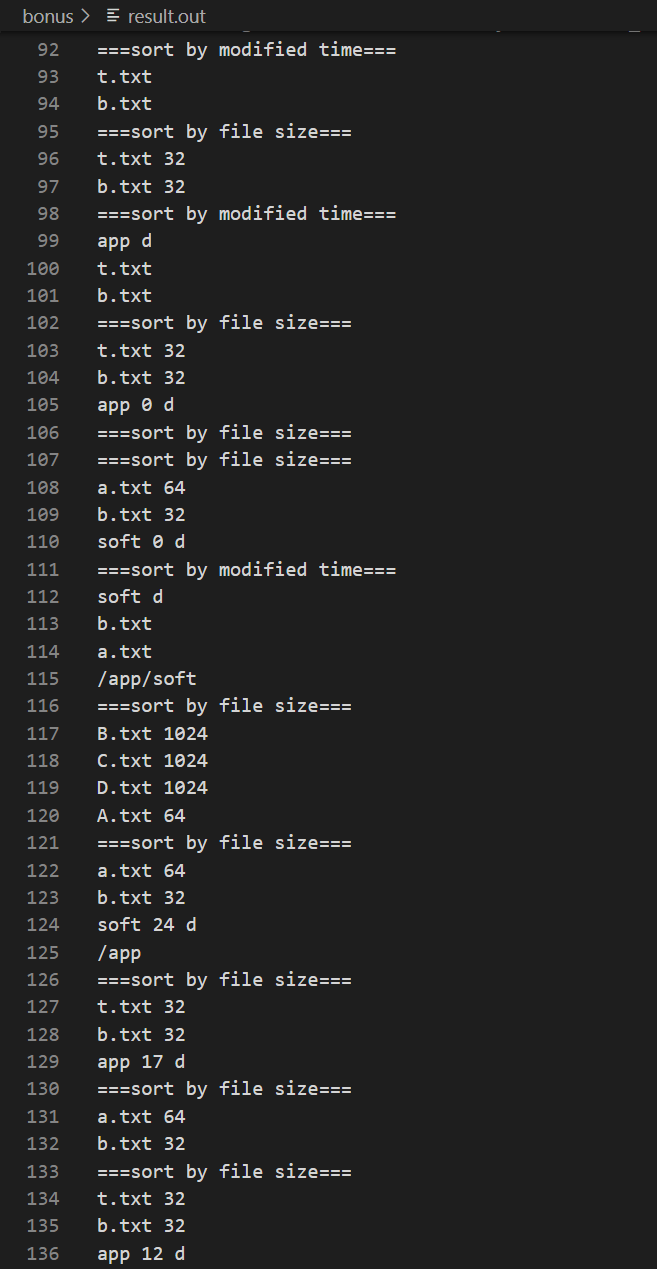 bonus > result.out
92 ===sort by modified time===
93 t.txt
94 b.txt
95 ===sort by file size===
96 t.txt 32
97 b.txt 32
98 ===sort by modified time===
99 app d
100 t.txt
101 b.txt
102 ===sort by file size===
103 t.txt 32
104 b.txt 32
105 app 0 d
106 ===sort by file size===
107 ===sort by file size===
108 a.txt 64
109 b.txt 32
110 soft 0 d
111 ===sort by modified time===
112 soft d
113 b.txt
114 a.txt
115 /app/soft
116 ===sort by file size===
117 B.txt 1024
118 C.txt 1024
119 D.txt 1024
120 A.txt 64
121 ===sort by file size===
122 a.txt 64
123 b.txt 32
124 soft 24 d
125 /app
126 ===sort by file size===
127 t.txt 32
128 b.txt 32
129 app 17 d
130 ===sort by file size===
131 a.txt 64
132 b.txt 32
133 ===sort by file size===
134 t.txt 32
135 b.txt 32
136 app 12 d